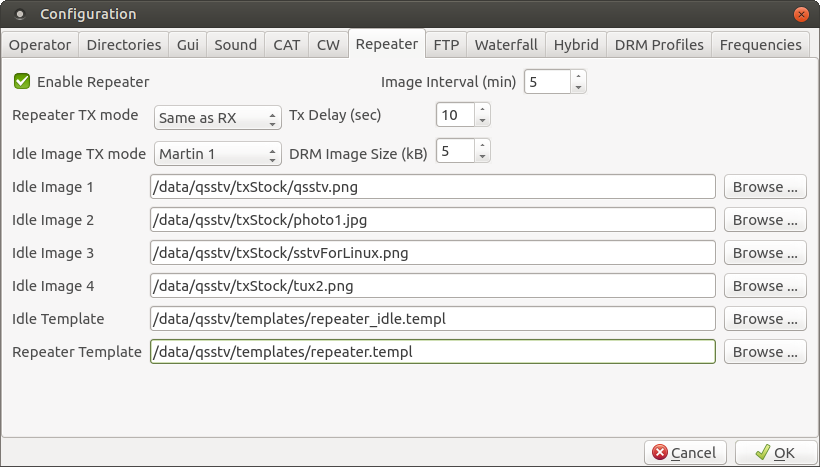 Configuration
Operator Directories Gui Sound CAT CW Repeater FTP Waterfall Hybrid DRM Profiles Frequencies
Enable Repeater Image Interval (min) 5
Repeater TX mode Same as RX Tx Delay (sec) 10
Idle Image TX mode Martin 1 DRM Image Size (kB) 5
Idle Image 1 /data/qsstv/txStock/qsstv.png Browse ...
Idle Image 2 /data/qsstv/txStock/photo1.jpg Browse ...
Idle Image 3 /data/qsstv/txStock/sstvForLinux.png Browse ...
Idle Image 4 /data/qsstv/txStock/tux2.png Browse ...
Idle Template /data/qsstv/templates/repeater_idle.templ Browse ...
Repeater Template /data/qsstv/templates/repeater.templ Browse ...
Cancel OK